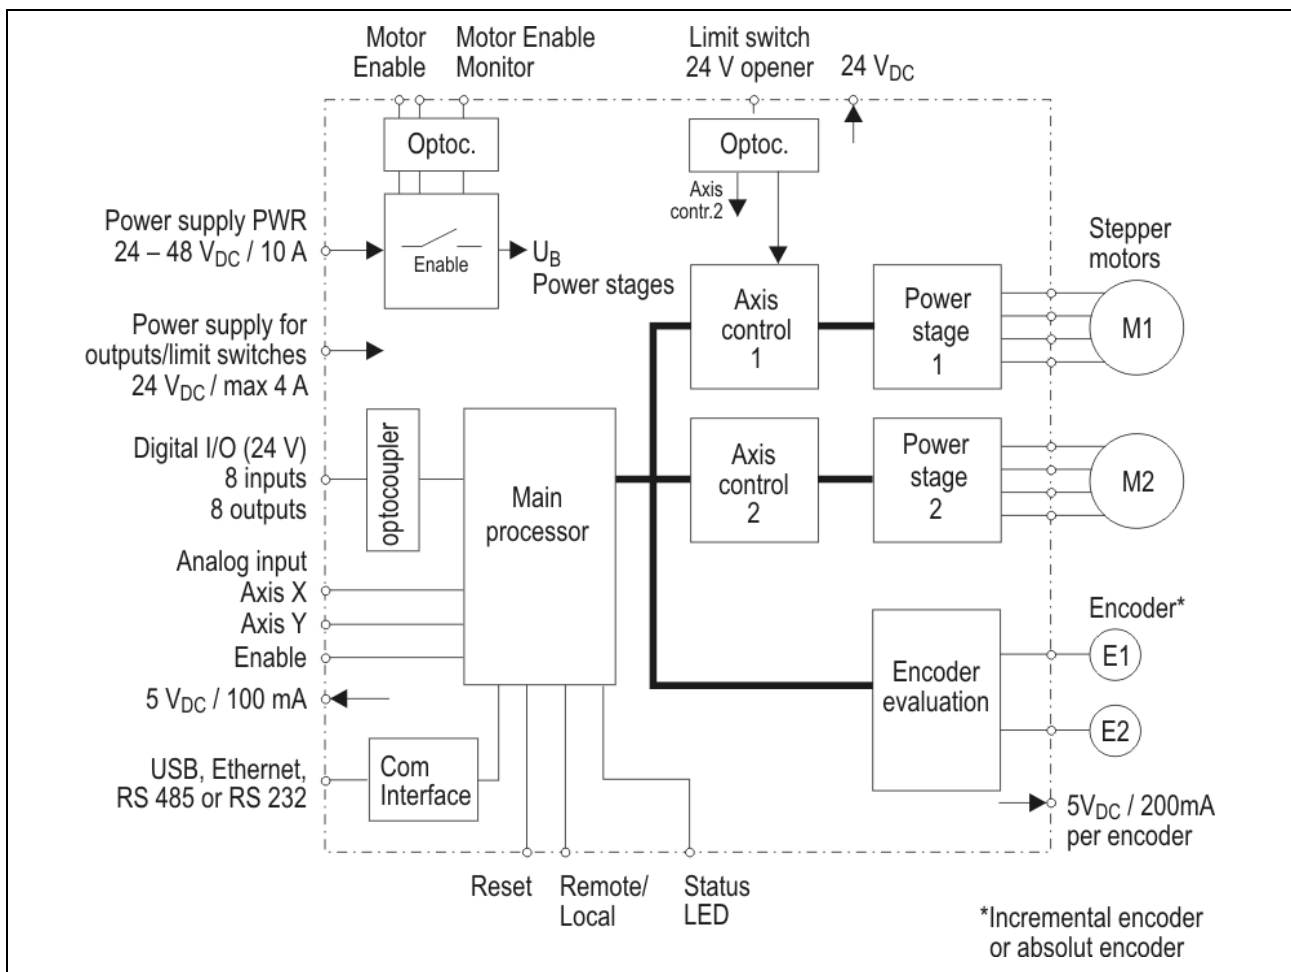 Motor
Enable
Motor Enable
Monitor
Limit switch
24 V opener
24 VDC
Optoc.
Optoc.
Axis
contr.2
Power supply PWR
24 – 48 VDC / 10 A
Enable
UB
Power stages
Stepper
motors
Axis
control
1
Power
stage
1
M1
Power supply for
outputs/limit switches
24 VDC / max 4 A
Digital I/O (24 V)
8 inputs
8 outputs
optocoupler
Main
processor
Axis
control
2
Power
stage
2
M2
Analog input
Axis X
Axis Y
Enable
5 VDC / 100 mA
Encoder*
E1
Encoder
evaluation
E2
USB, Ethernet,
RS 485 or RS 232
Com
Interface
5VDC / 200mA
per encoder
Reset
Remote/
Local
Status
LED
*Incremental encoder
or absolut encoder